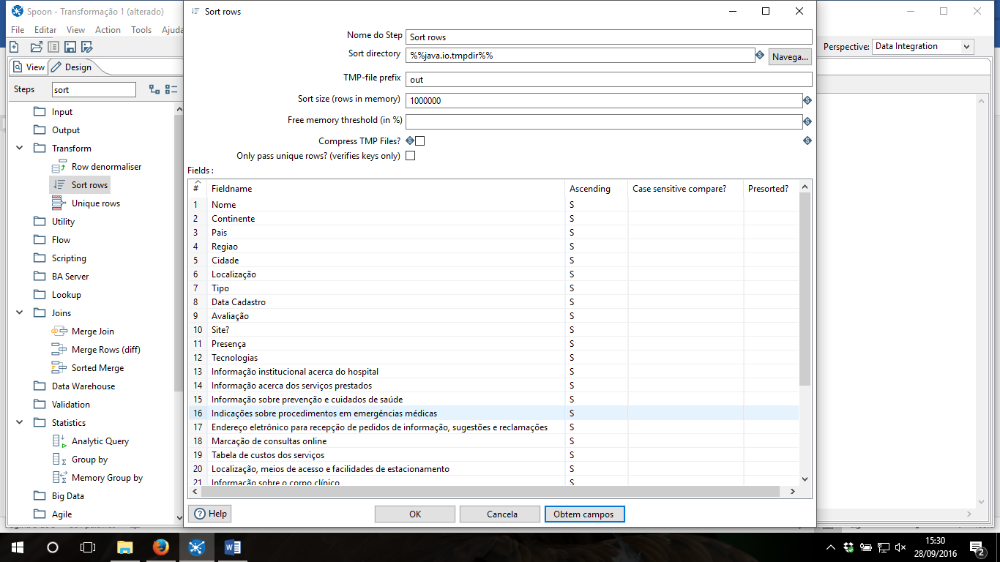 Spoon - Transformação 1 (alterado)
File Editar View Action Tools Ajuda
View Design
Steps sort
Input
Output
Transform
Row denormaliser
Sort rows
Unique rows
Utility
Flow
Scripting
BA Server
Lookup
Joins
Merge Join
Merge Rows (diff)
Sorted Merge
Data Warehouse
Validation
Statistics
Analytic Query
Group by
Memory Group by
Big Data
Agile
Sort rows
Nome do Step Sort rows
Sort directory %%java.io.tmpdir%% Navega...
TMP-file prefix out
Sort size (rows in memory) 1000000
Free memory threshold (in %)
Compress TMP Files?
Only pass unique rows? (verifies keys only)
Fields :
# Fieldname Ascending Case sensitive compare? Presorted?
1 Nome S
2 Continente S
3 Pais S
4 Regiao S
5 Cidade S
6 Localização S
7 Tipo S
8 Data Cadastro S
9 Avaliação S
10 Site? S
11 Presença S
12 Tecnologias S
13 Informação institucional acerca do hospital S
14 Informação acerca dos serviços prestados S
15 Informação sobre prevenção e cuidados de saúde S
16 Indicações sobre procedimentos em emergências médicas S
17 Endereço eletrônico para recepção de pedidos de informação, sugestões e reclamações S
18 Marcação de consultas online S
19 Tabela de custos dos serviços S
20 Localização, meios de acesso e facilidades de estacionamento S
21 Informação sobre o corpo clínico S
Help OK Cancela Obtem campos
Perspective: Data Integration
15:30
28/09/2016
2